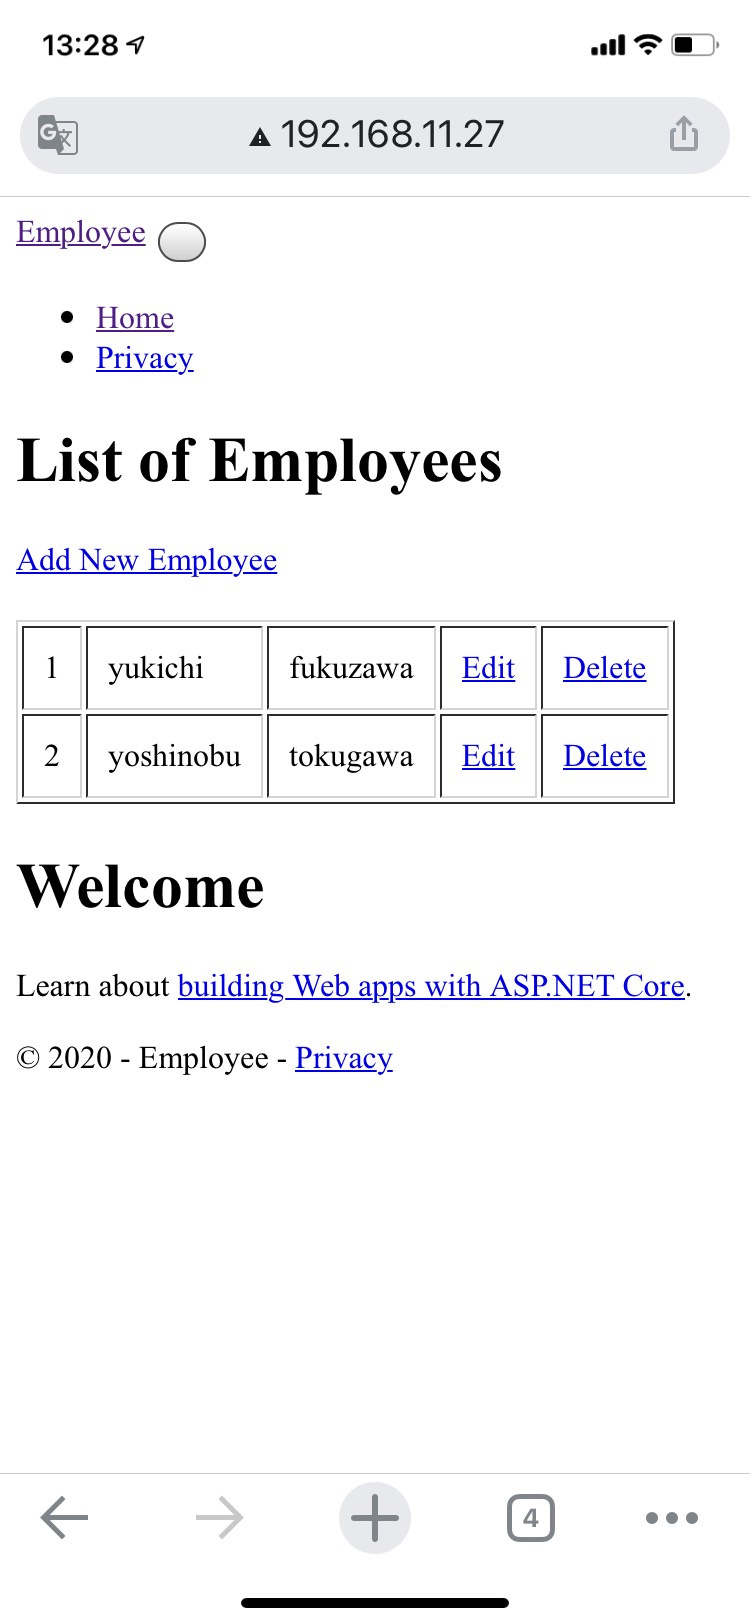 13:28
192.168.11.27
Employee
Home
Privacy
List of Employees
Add New Employee
1 yukichi fukuzawa Edit Delete
2 yoshinobu tokugawa Edit Delete
Welcome
Learn about building Web apps with ASP.NET Core.
© 2020 - Employee - Privacy
4